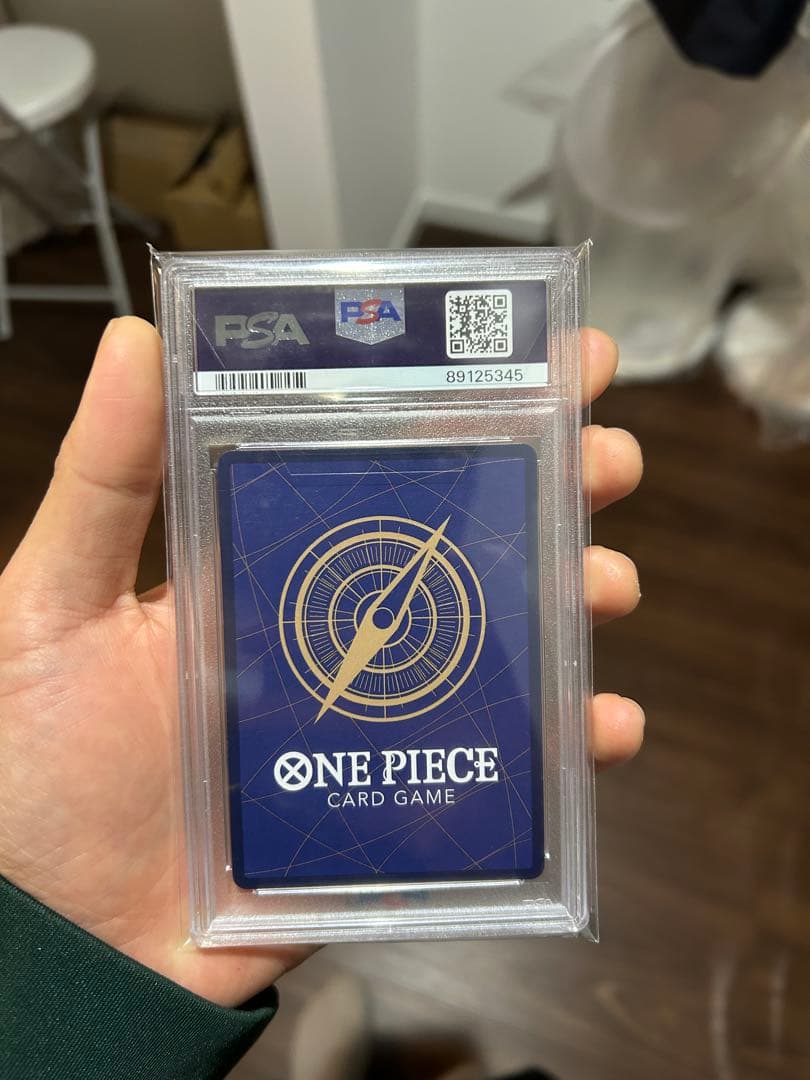 PSA PSA
89125345
ONE PIECE
CARD GAME